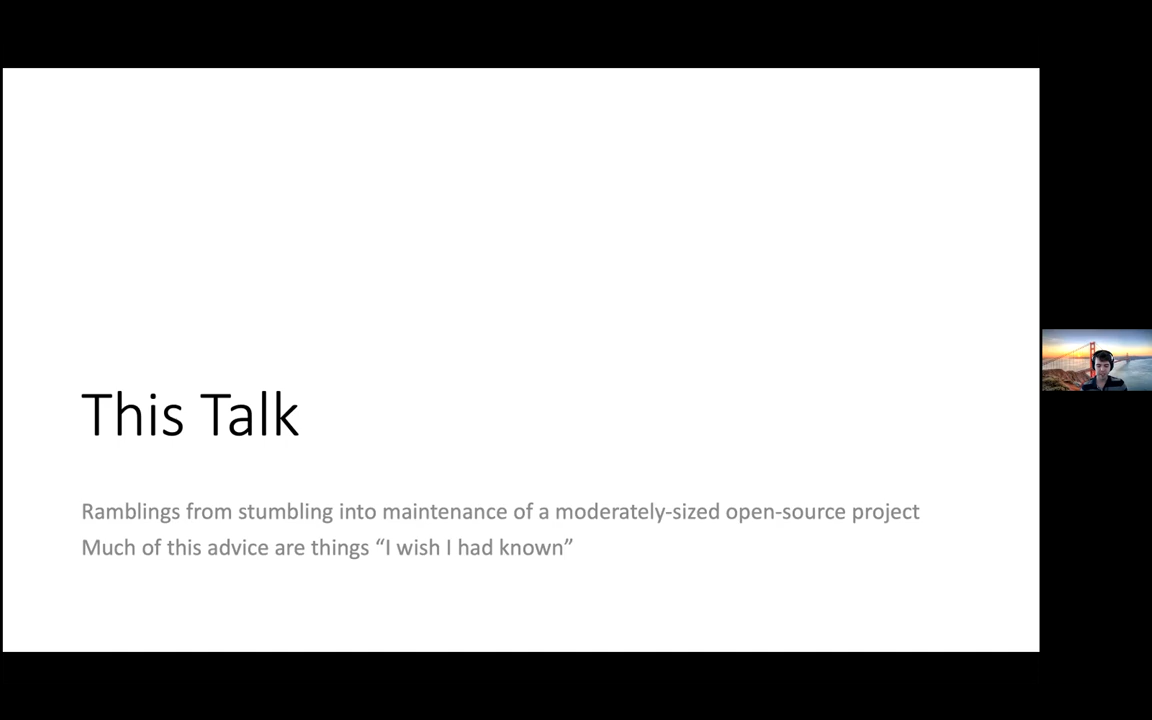 This Talk
Ramblings from stumbling into maintenance of a moderately-sized open-source project
Much of this advice are things “I wish I had known”